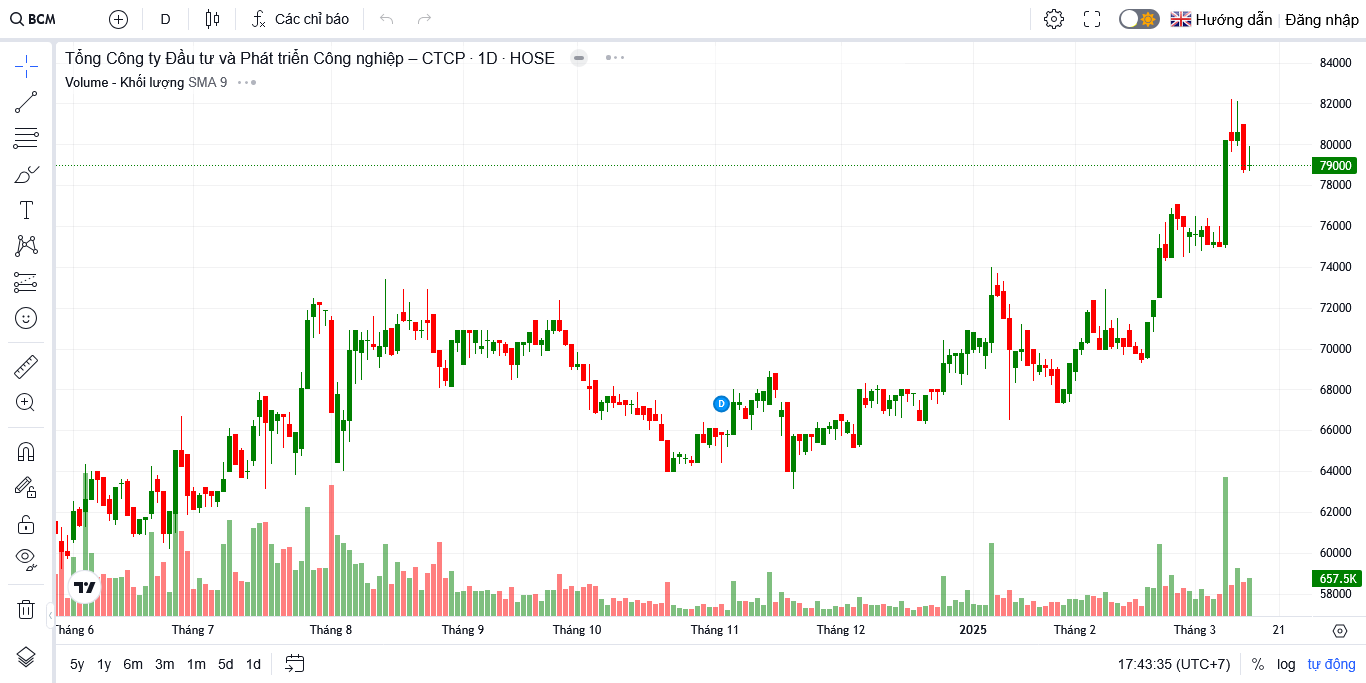 BCM D Các chỉ báo Hướng dẫn Đăng nhập
Tổng Công ty Đầu tư và Phát triển Công nghiệp – CTCP · 1D · HOSE
Volume - Khối lượng SMA 9
84000
82000
80000
79000
78000
76000
74000
72000
70000
68000
D
66000
64000
62000
60000
657.5K
58000
Tháng 6 Tháng 7 Tháng 8 Tháng 9 Tháng 10 Tháng 11 Tháng 12 2025 Tháng 2 Tháng 3 21
5y 1y 6m 3m 1m 5d 1d 17:43:35 (UTC+7) % log tự động